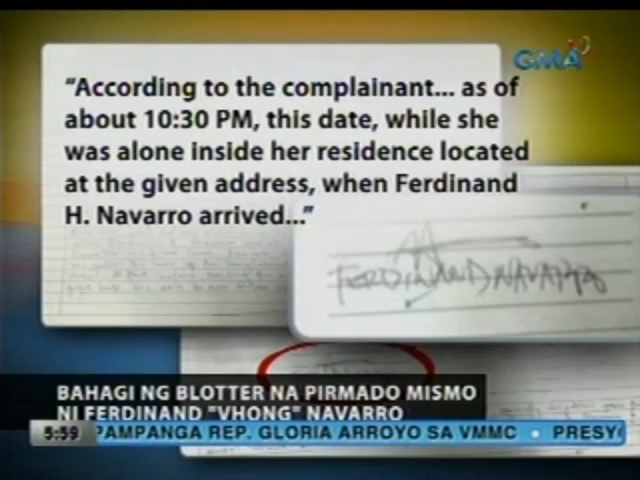 GMA
"According to the complainant... as of
about 10:30 PM, this date, while she
was alone inside her residence located
at the given address, when Ferdinand
H. Navarro arrived..."
FERDINAND NAVARRO
BAHAGI NG BLOTTER NA PIRMADO MISMO
NI FERDINAND "VHONG" NAVARRO
5:59 PAMPANGA REP. GLORIA ARROYO SA VMMC • PRESY